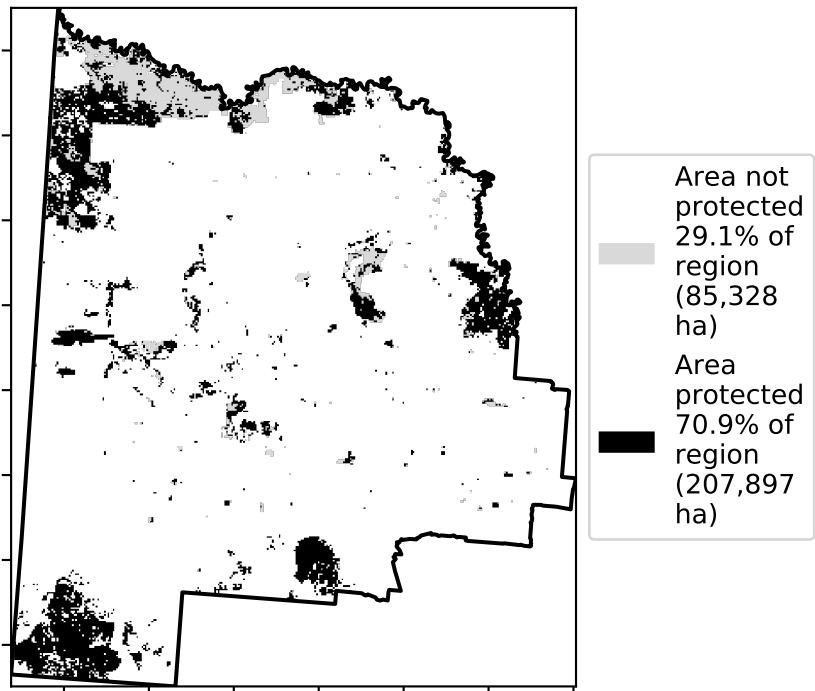 Area not
protected
29.1% of
region
(85,328
ha)
Area
protected
70.9% of
region
(207,897
ha)